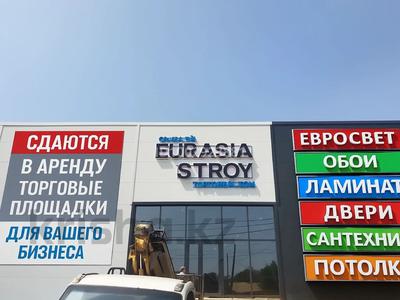 СДАЮТСЯ
В АРЕНДУ
ТОРГОВЫЕ
ПЛОЩАДКИ
ДЛЯ ВАШЕГО
БИЗНЕСА
EURASIA
STROY
ЕВРОСВЕТ
ОБОИ
ЛАМИНАТ
ДВЕРИ
САНТЕХНИ
ПОТОЛК